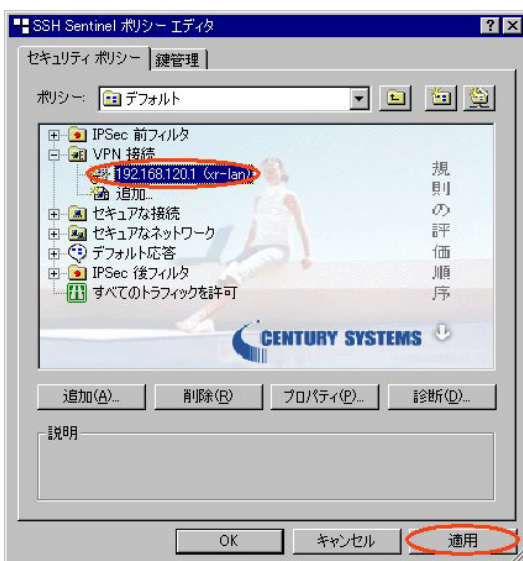 SSH Sentinel ポリシー エディタ
セキュリティ ポリシー 鍵管理
ポリシー: デフォルト
IPSec 前フィルタ
VPN 接続
192.168.120.1 (xr-lan)
追加...
セキュアな接続
セキュアなネットワーク
デフォルト応答
IPSec 後フィルタ
すべてのトラフィックを許可
規則の評価順序
CENTURY SYSTEMS
追加(A)... 削除(R) プロパティ(P)... 診断(D)...
説明
OK キャンセル 適用